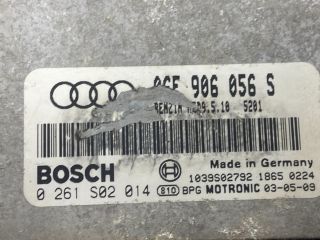 906 056 S
5201
BOSCH
Made in Germany
1039S02792 1865 0224
0 261 S02 014 810 BPG MOTRONIC 03-05-09